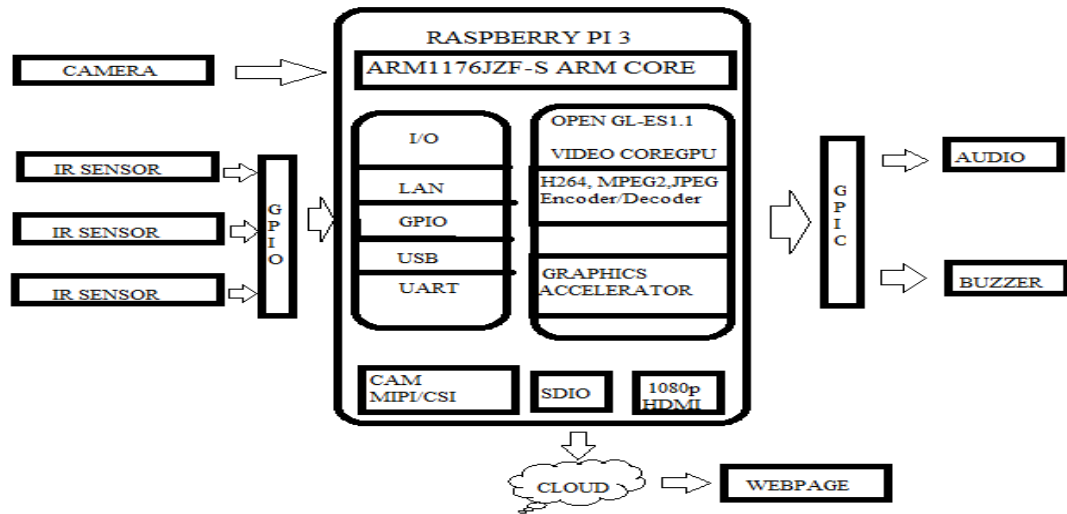 RASPBERRY PI 3
ARM1176JZF-S ARM CORE
CAMERA
IR SENSOR
IR SENSOR
IR SENSOR
GPIO
I/O
LAN
GPIO
USB
UART
OPEN GL-ES1.1
VIDEO COREGPU
H264, MPEG2,JPEG
Encoder/Decoder
GRAPHICS
ACCELERATOR
CAM
MIPI/CSI
SDIO
1080p
HDMI
GPIC
AUDIO
BUZZER
CLOUD
WEBPAGE